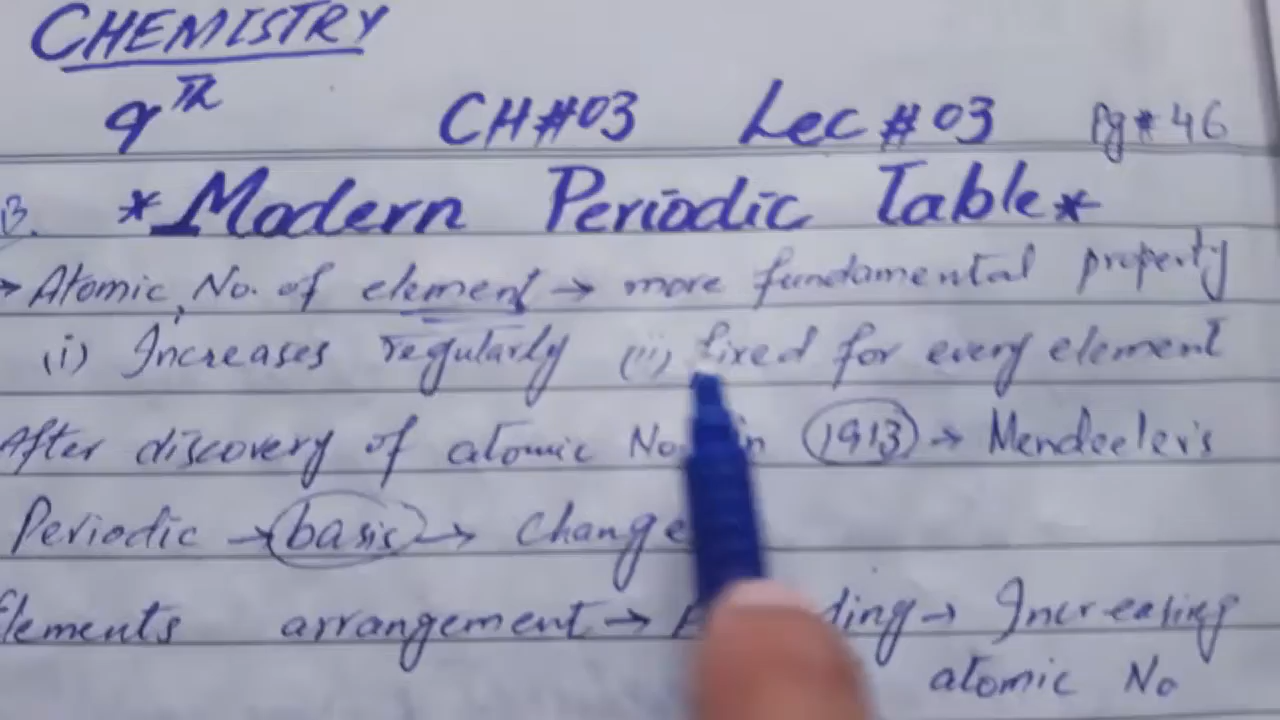 CHEMISTRY
9th CH#03 Lec #03 Pg#46
*Modern Periodic Table*
→ Atomic No. of element → more fundamental property
(i) Increases regularly (ii) fixed for every element
After discovery of atomic No. in 1913 → Mendeeler's
Periodic → basis → Change
Elements arrangement → → Increasing
atomic No